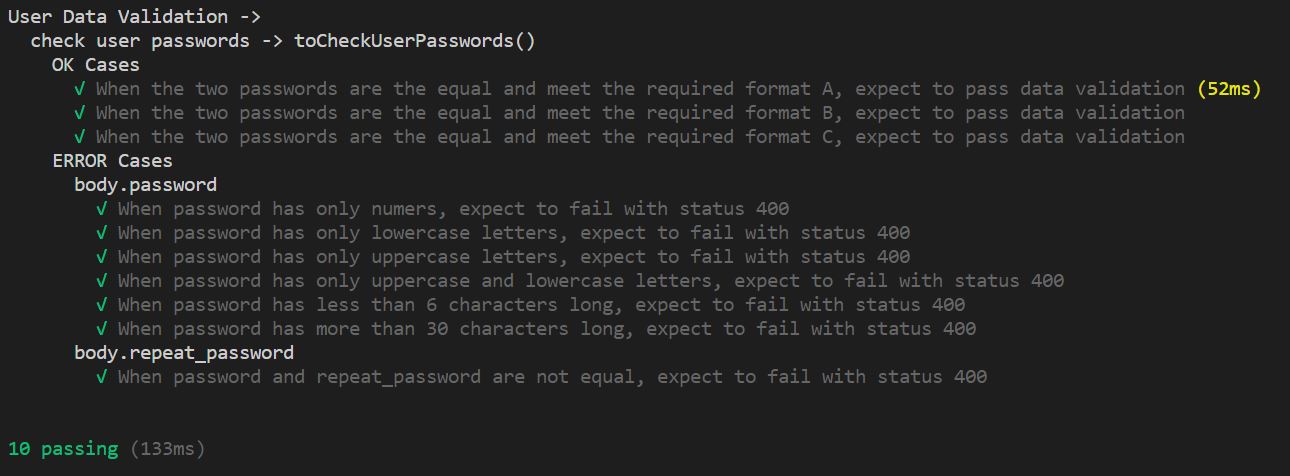 User Data Validation ->
check user passwords -> toCheckUserPasswords()
OK Cases
√ When the two passwords are the equal and meet the required format A, expect to pass data validation (52ms)
√ When the two passwords are the equal and meet the required format B, expect to pass data validation
√ When the two passwords are the equal and meet the required format C, expect to pass data validation
ERROR Cases
body.password
√ When password has only numers, expect to fail with status 400
√ When password has only lowercase letters, expect to fail with status 400
√ When password has only uppercase letters, expect to fail with status 400
√ When password has only uppercase and lowercase letters, expect to fail with status 400
√ When password has less than 6 characters long, expect to fail with status 400
√ When password has more than 30 characters long, expect to fail with status 400
body.repeat_password
√ When password and repeat_password are not equal, expect to fail with status 400
10 passing (133ms)